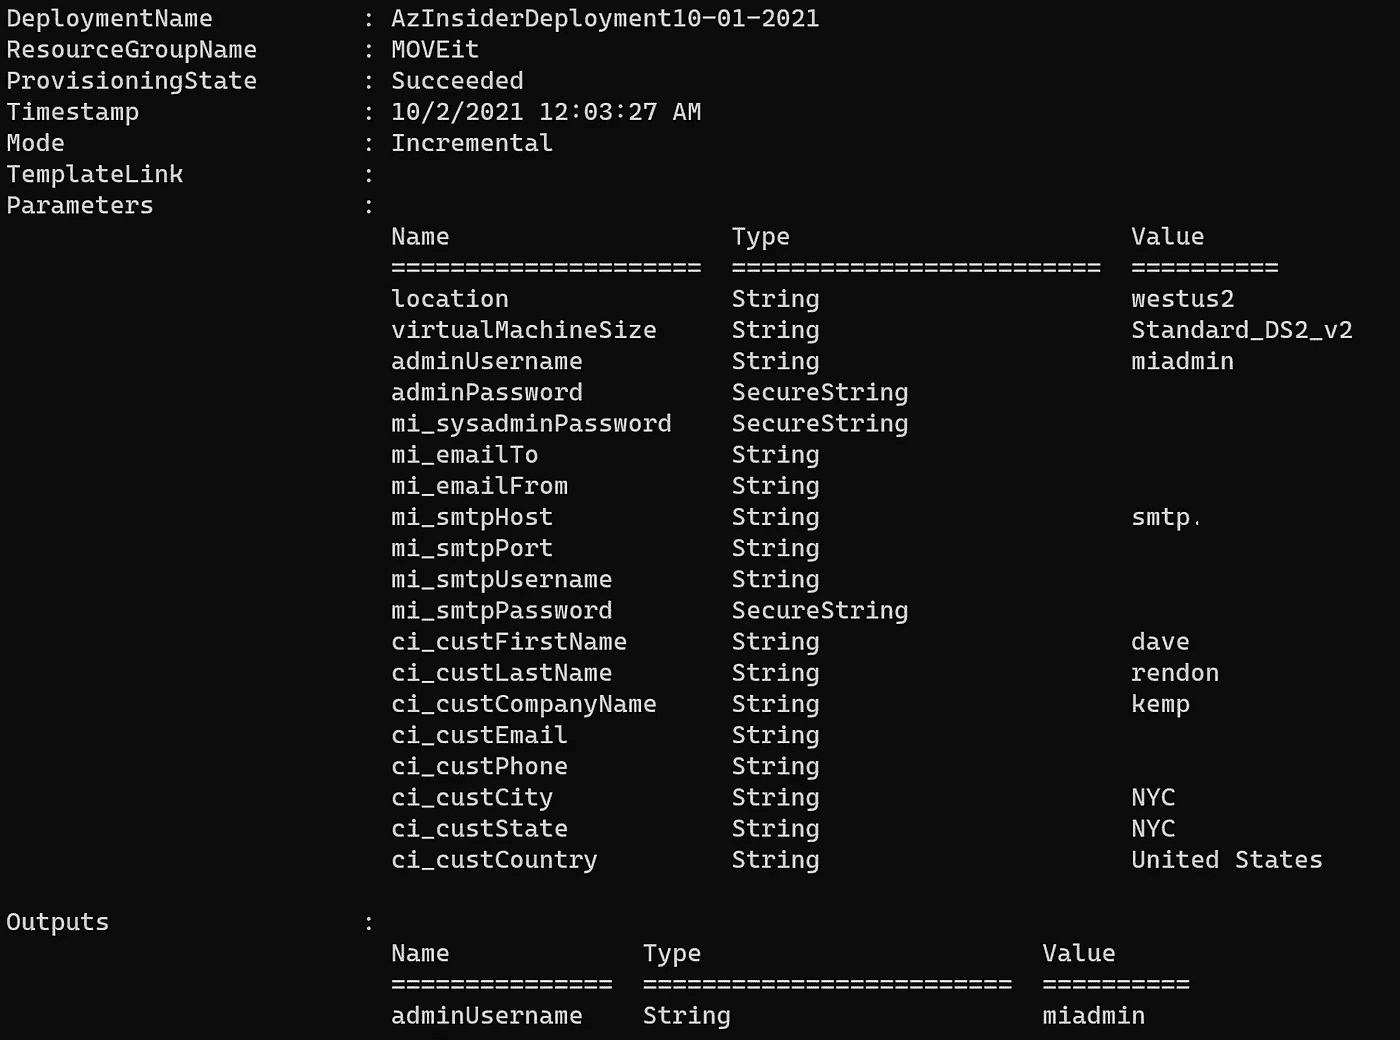 DeploymentName          : AzInsiderDeployment10-01-2021
ResourceGroupName       : MOVEit
ProvisioningState       : Succeeded
Timestamp               : 10/2/2021 12:03:27 AM
Mode                    : Incremental
TemplateLink            :
Parameters              :
                          Name                   Type                       Value
                          =====================  =========================  ==========
                          location               String                     westus2
                          virtualMachineSize     String                     Standard_DS2_v2
                          adminUsername          String                     miadmin
                          adminPassword          SecureString
                          mi_sysadminPassword    SecureString
                          mi_emailTo             String
                          mi_emailFrom           String
                          mi_smtpHost            String                     smtp.
                          mi_smtpPort            String
                          mi_smtpUsername        String
                          mi_smtpPassword        SecureString
                          ci_custFirstName       String                     dave
                          ci_custLastName        String                     rendon
                          ci_custCompanyName     String                     kemp
                          ci_custEmail           String
                          ci_custPhone           String
                          ci_custCity            String                     NYC
                          ci_custState           String                     NYC
                          ci_custCountry         String                     United States
Outputs                 :
                          Name             Type                       Value
                          ===============  =========================  ==========
                          adminUsername    String                     miadmin